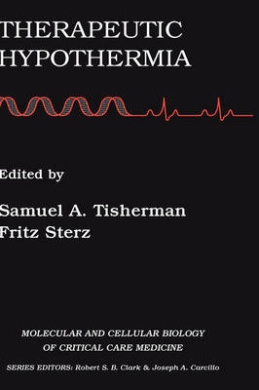 THERAPEUTIC
HYPOTHERMIA
Edited by
Samuel A. Tisherman
Fritz Sterz
MOLECULAR AND CELLULAR BIOLOGY
OF CRITICAL CARE MEDICINE
SERIES EDITORS: Robert S. B. Clark & Joseph A. Carcillo